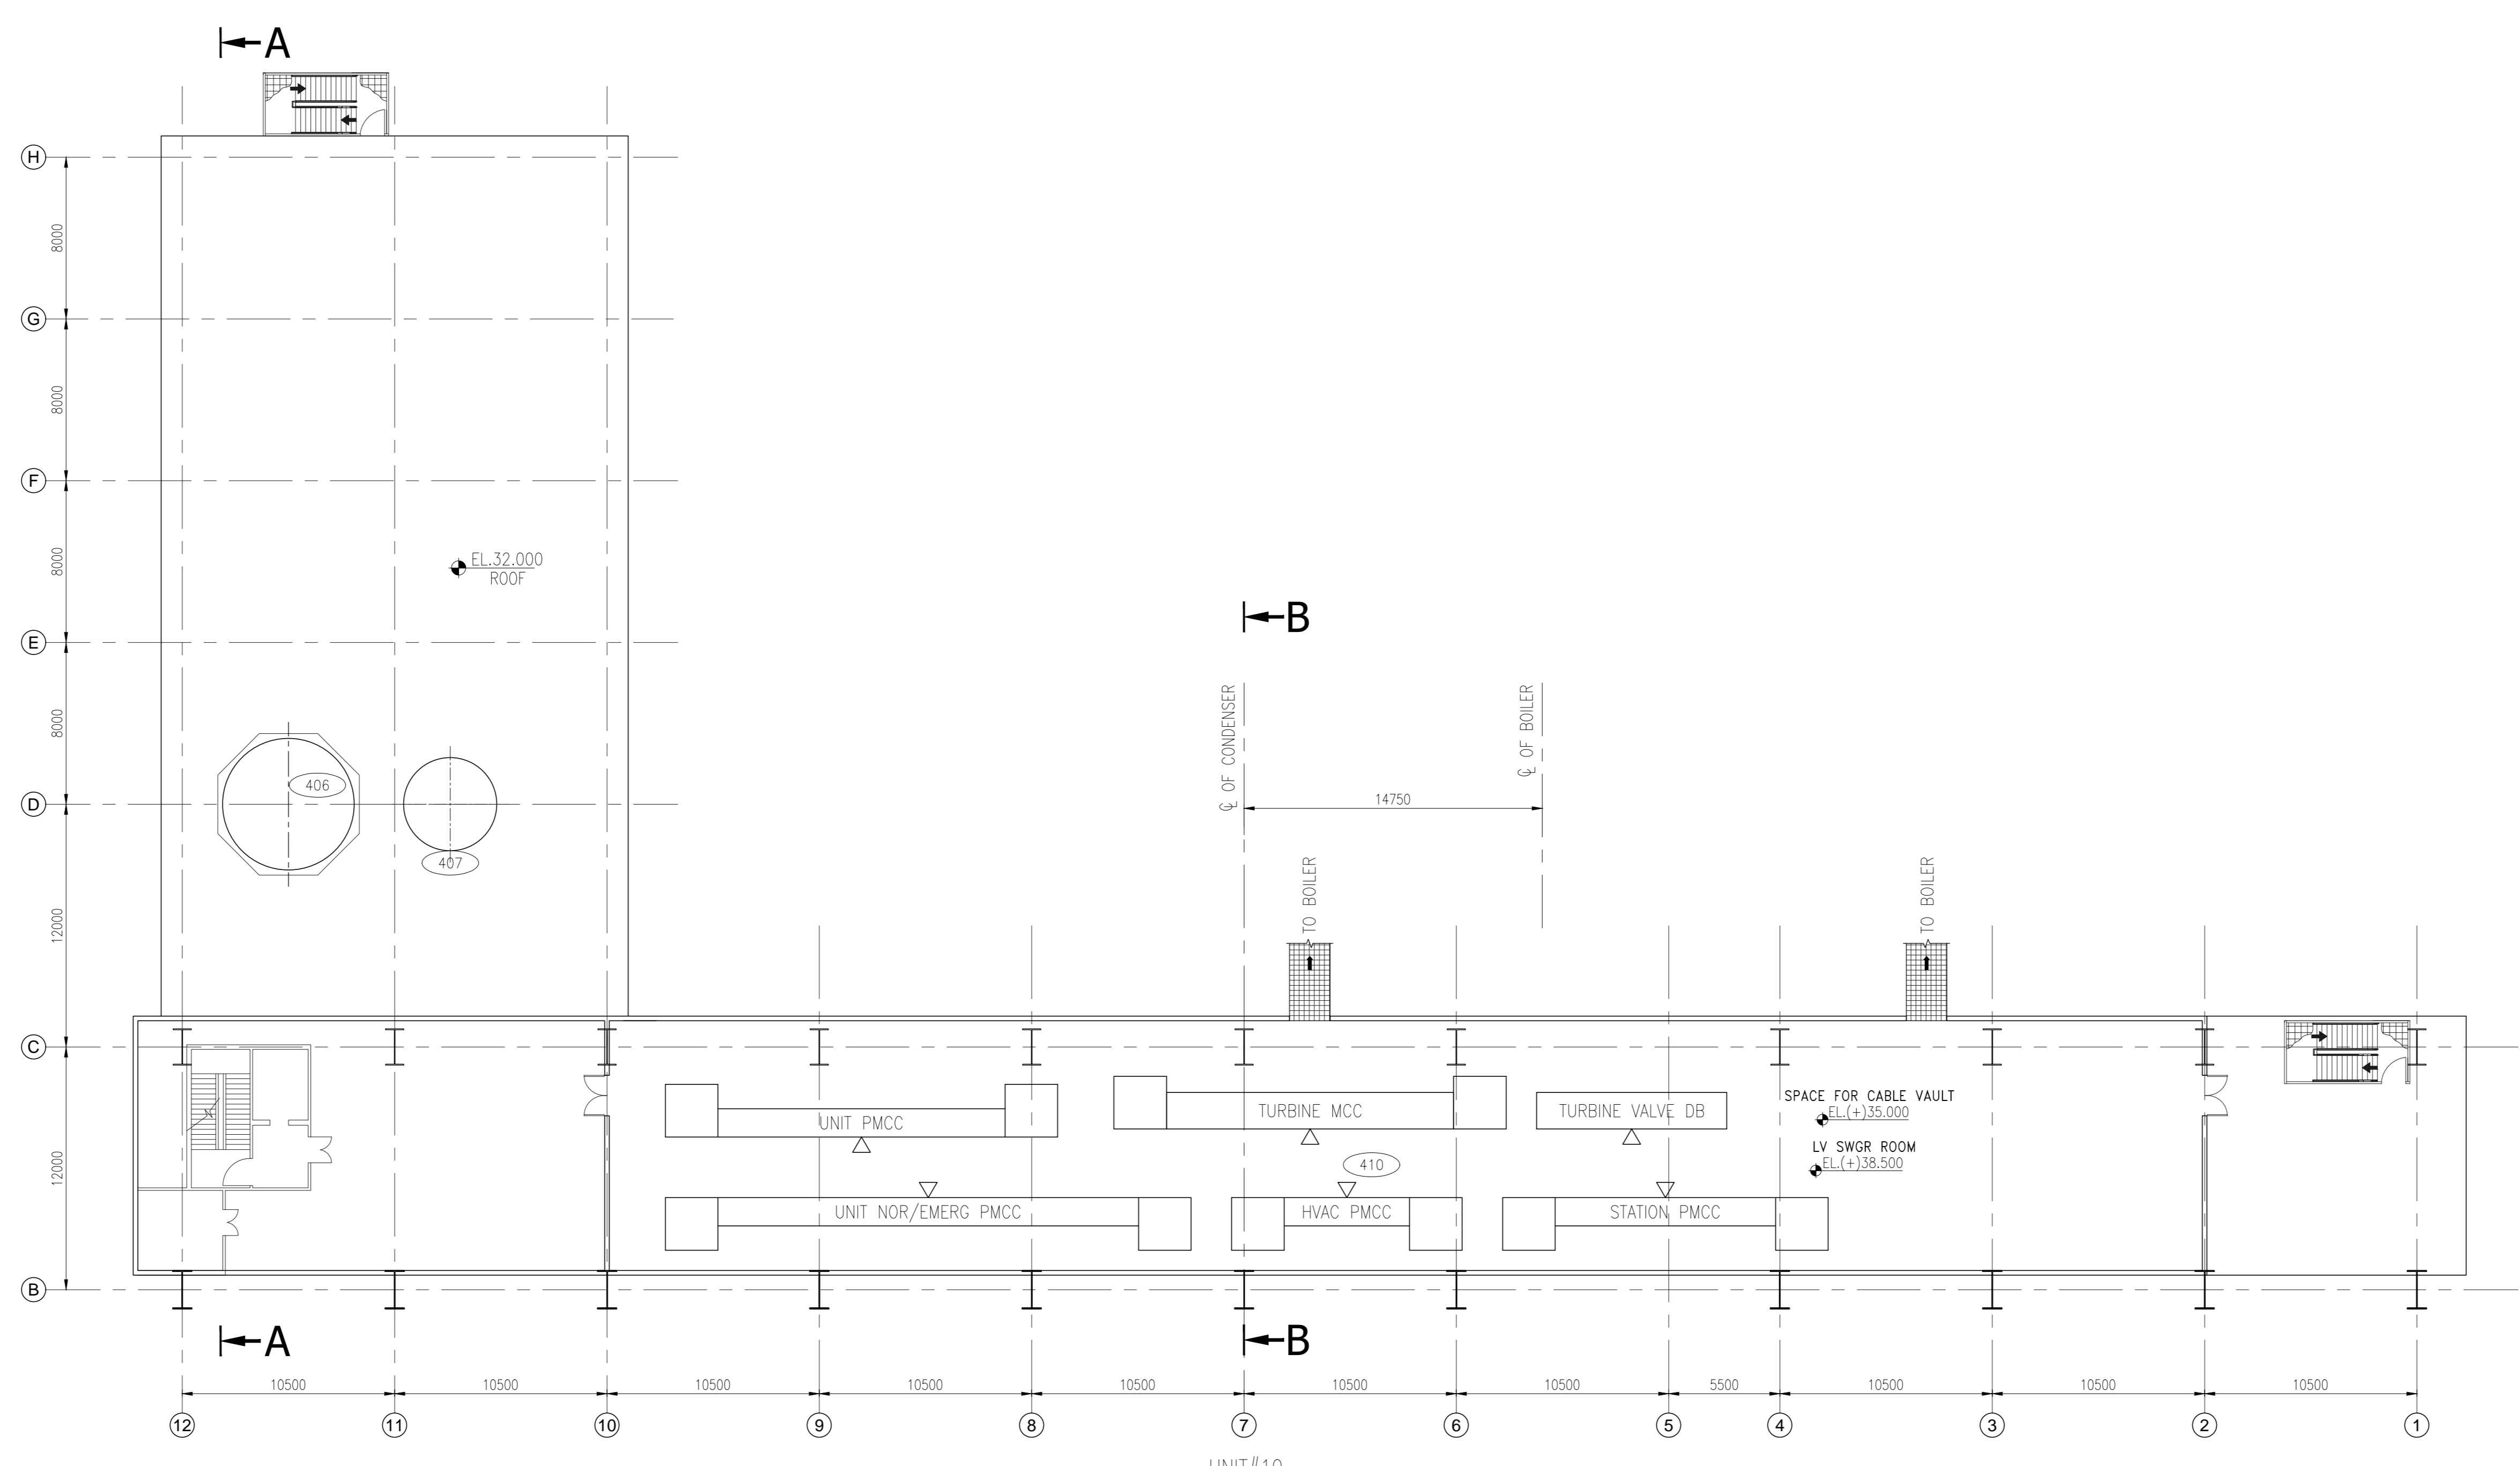 A
H
8000
G
8000
F
8000
EL.32.000
ROOF
B
E
8000
℄ OF CONDENSER
℄ OF BOILER
406
D
14750
407
12000
TO BOILER
TO BOILER
C
UNIT PMCC
TURBINE MCC
TURBINE VALVE DB
SPACE FOR CABLE VAULT
EL.(+)35.000
LV SWGR ROOM
EL.(+)38.500
12000
410
UNIT NOR/EMERG PMCC
HVAC PMCC
STATION PMCC
B
A
B
10500 10500 10500 10500 10500 10500 10500 5500 10500 10500 10500
12 11 10 9 8 7 6 5 4 3 2 1
UNIT#10